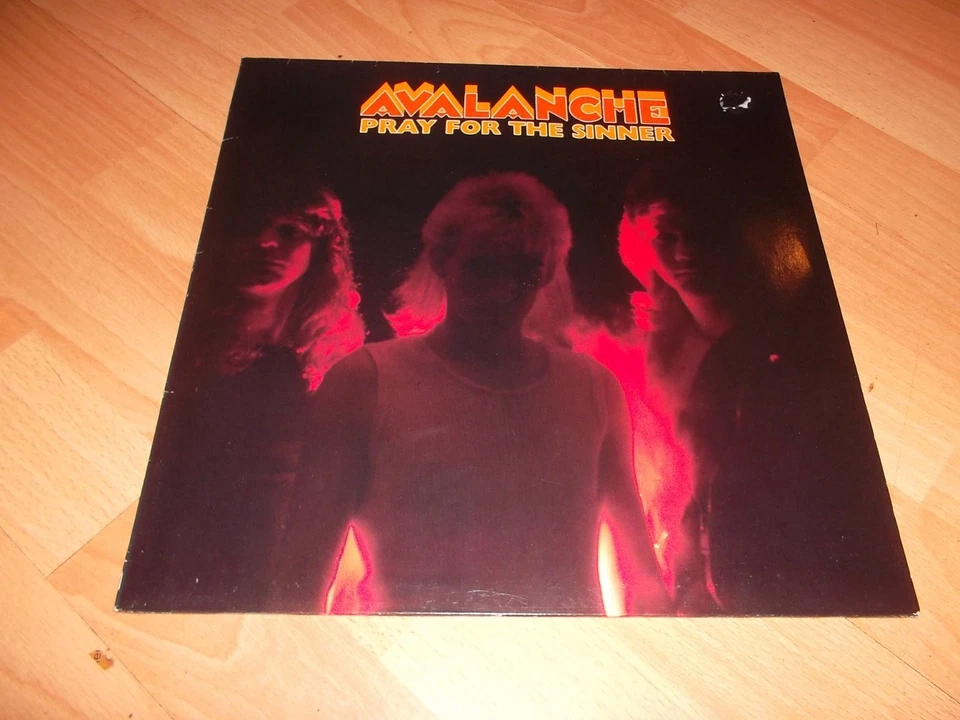 AVALANCHE
PRAY FOR THE SINNER